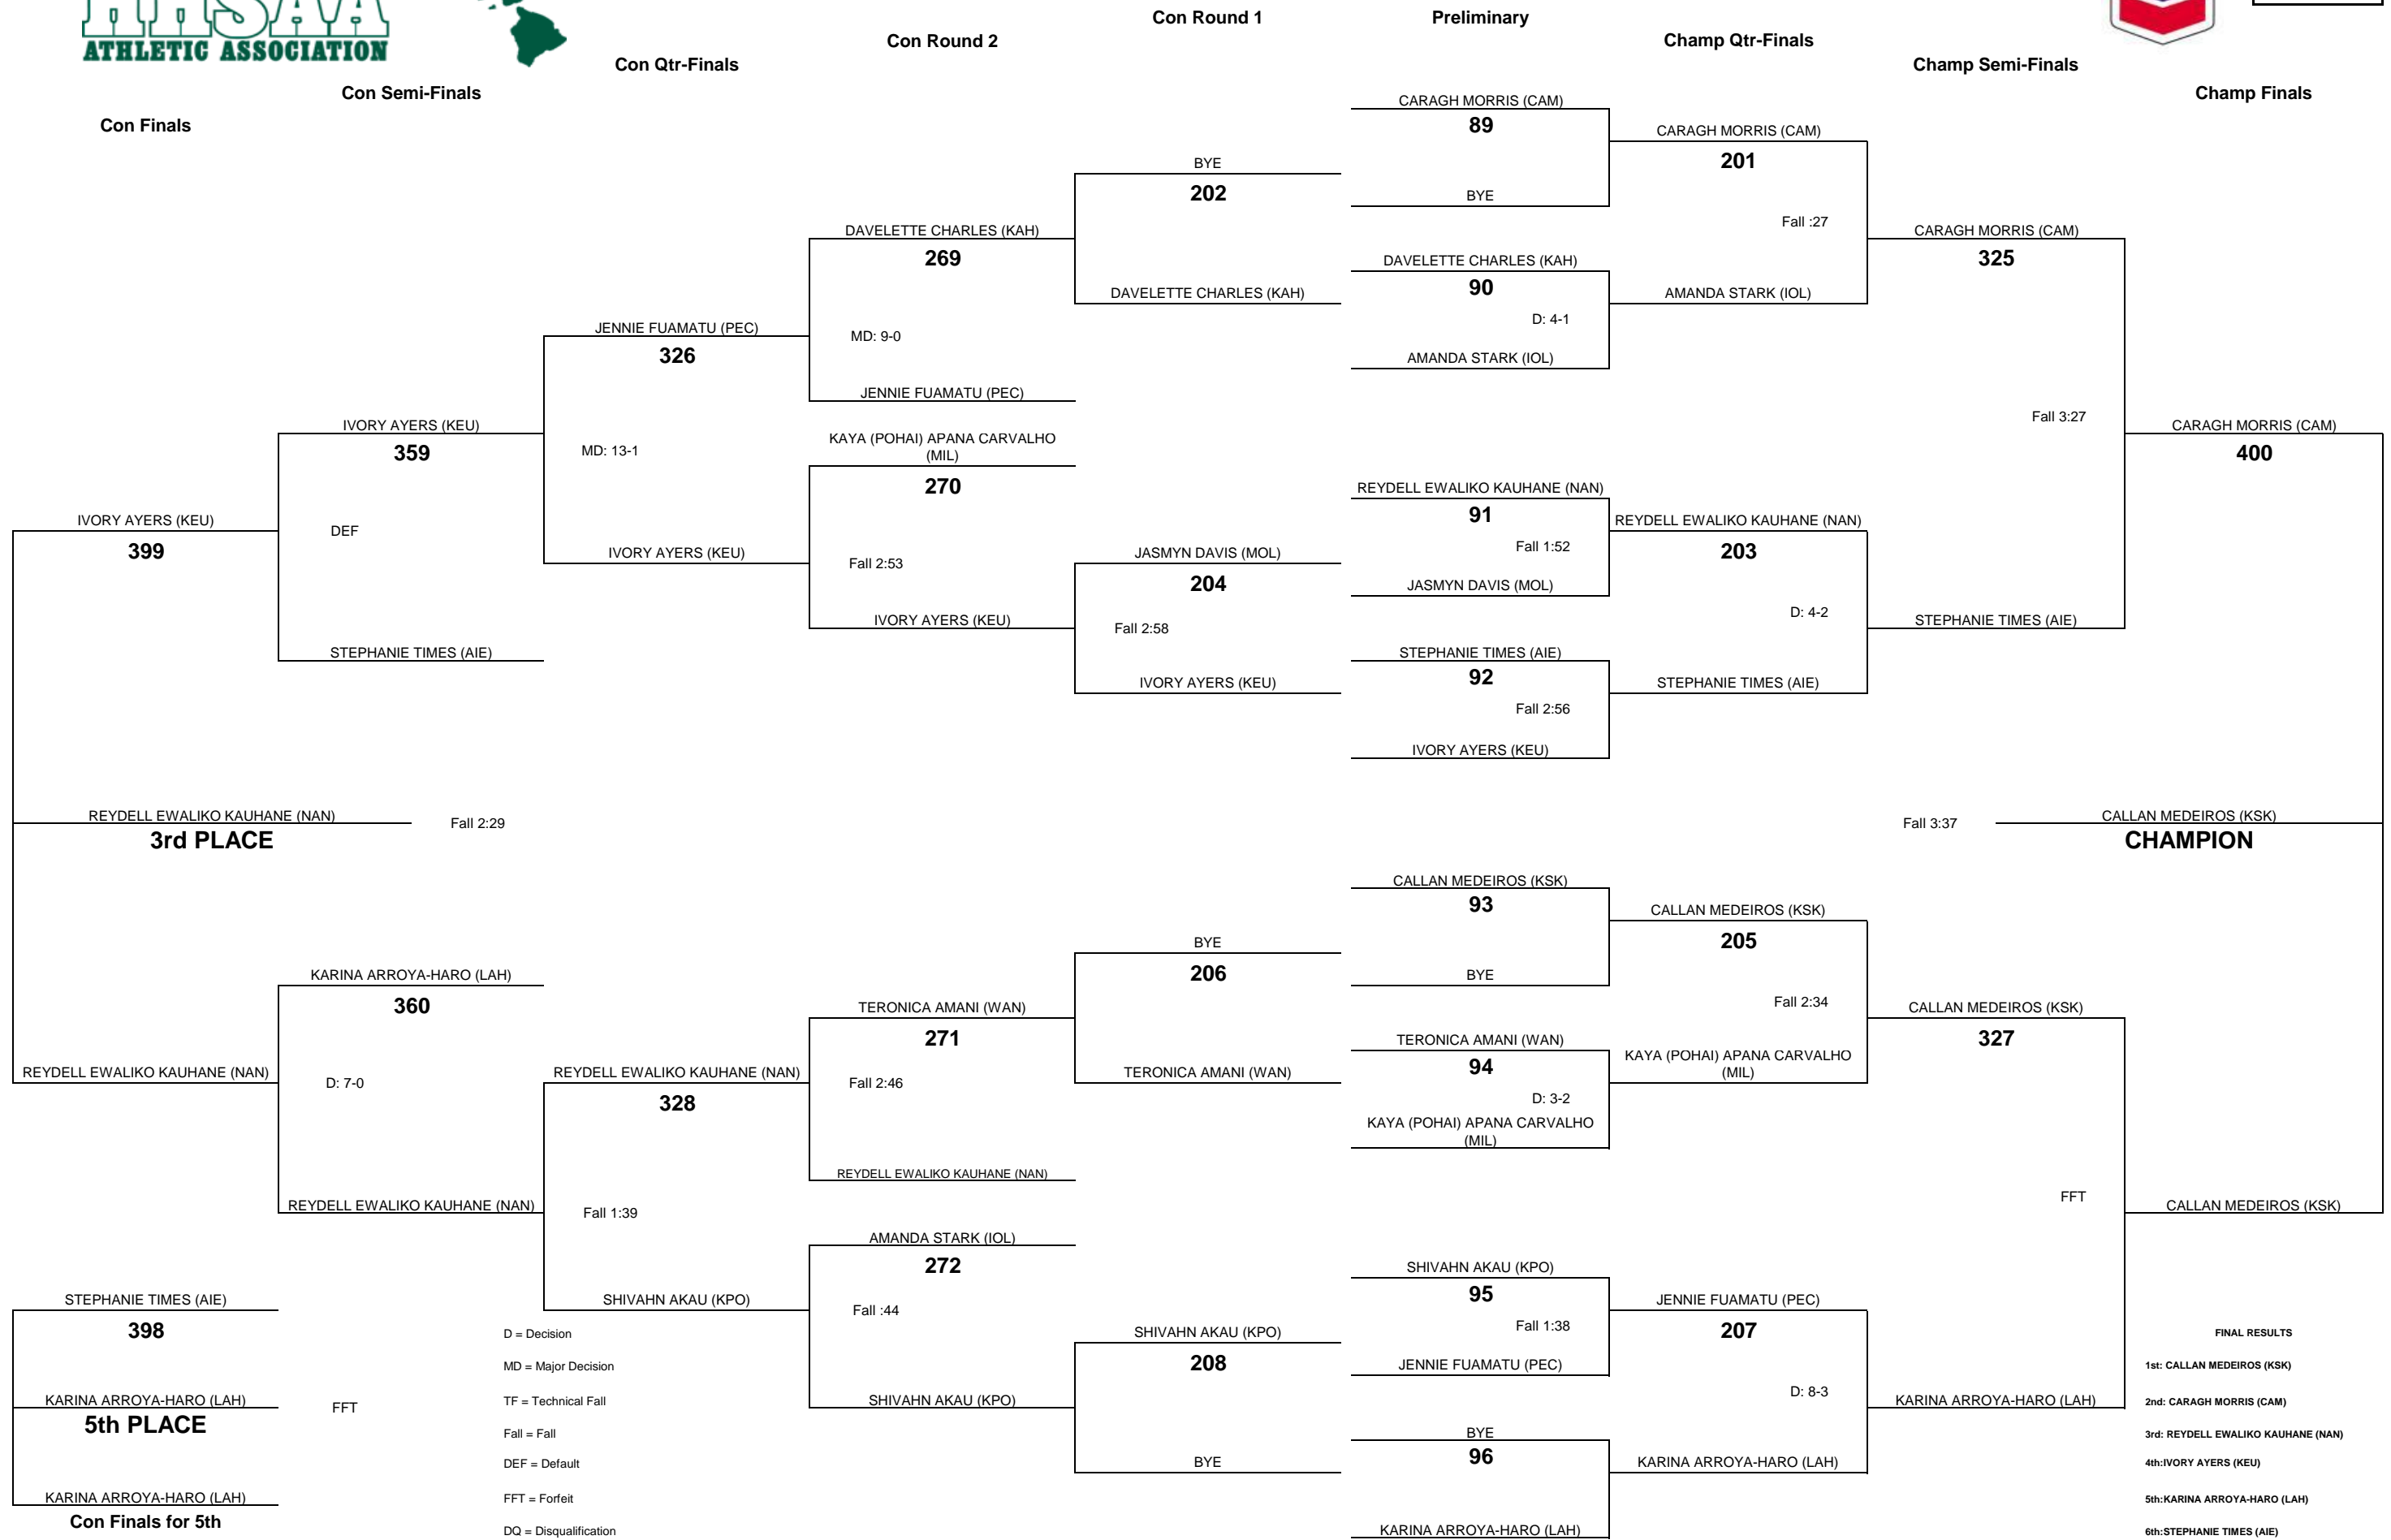 HHSAA
ATHLETIC ASSOCIATION
Con Round 1
Preliminary
Con Round 2
Champ Qtr-Finals
Con Qtr-Finals
Champ Semi-Finals
Con Semi-Finals
Champ Finals
Con Finals
CARAGH MORRIS (CAM)
89
BYE
CARAGH MORRIS (CAM)
201
Fall :27
AMANDA STARK (IOL)
DAVELETTE CHARLES (KAH)
90
D: 4-1
AMANDA STARK (IOL)
BYE
202
DAVELETTE CHARLES (KAH)
DAVELETTE CHARLES (KAH)
269
MD: 9-0
JENNIE FUAMATU (PEC)
JENNIE FUAMATU (PEC)
326
MD: 13-1
IVORY AYERS (KEU)
KAYA (POHAI) APANA CARVALHO
(MIL)
270
Fall 2:53
IVORY AYERS (KEU)
JASMYN DAVIS (MOL)
204
Fall 2:58
IVORY AYERS (KEU)
REYDELL EWALIKO KAUHANE (NAN)
91
Fall 1:52
JASMYN DAVIS (MOL)
STEPHANIE TIMES (AIE)
92
Fall 2:56
IVORY AYERS (KEU)
REYDELL EWALIKO KAUHANE (NAN)
203
D: 4-2
STEPHANIE TIMES (AIE)
CARAGH MORRIS (CAM)
325
Fall 3:27
STEPHANIE TIMES (AIE)
CARAGH MORRIS (CAM)
400
IVORY AYERS (KEU)
359
DEF
STEPHANIE TIMES (AIE)
IVORY AYERS (KEU)
399
REYDELL EWALIKO KAUHANE (NAN)
3rd PLACE
Fall 2:29
Fall 3:37
CALLAN MEDEIROS (KSK)
CHAMPION
CALLAN MEDEIROS (KSK)
93
BYE
CALLAN MEDEIROS (KSK)
205
Fall 2:34
KAYA (POHAI) APANA CARVALHO
(MIL)
TERONICA AMANI (WAN)
94
D: 3-2
KAYA (POHAI) APANA CARVALHO
(MIL)
BYE
206
TERONICA AMANI (WAN)
TERONICA AMANI (WAN)
271
Fall 2:46
REYDELL EWALIKO KAUHANE (NAN)
KARINA ARROYA-HARO (LAH)
360
D: 7-0
REYDELL EWALIKO KAUHANE (NAN)
REYDELL EWALIKO KAUHANE (NAN)
REYDELL EWALIKO KAUHANE (NAN)
328
Fall 1:39
SHIVAHN AKAU (KPO)
AMANDA STARK (IOL)
272
Fall :44
SHIVAHN AKAU (KPO)
SHIVAHN AKAU (KPO)
208
BYE
SHIVAHN AKAU (KPO)
95
Fall 1:38
JENNIE FUAMATU (PEC)
BYE
96
KARINA ARROYA-HARO (LAH)
JENNIE FUAMATU (PEC)
207
D: 8-3
KARINA ARROYA-HARO (LAH)
CALLAN MEDEIROS (KSK)
327
FFT
KARINA ARROYA-HARO (LAH)
CALLAN MEDEIROS (KSK)
STEPHANIE TIMES (AIE)
398
KARINA ARROYA-HARO (LAH)
5th PLACE
FFT
KARINA ARROYA-HARO (LAH)
Con Finals for 5th
D = Decision
MD = Major Decision
TF = Technical Fall
Fall = Fall
DEF = Default
FFT = Forfeit
DQ = Disqualification
FINAL RESULTS
1st: CALLAN MEDEIROS (KSK)
2nd: CARAGH MORRIS (CAM)
3rd: REYDELL EWALIKO KAUHANE (NAN)
4th:IVORY AYERS (KEU)
5th:KARINA ARROYA-HARO (LAH)
6th:STEPHANIE TIMES (AIE)